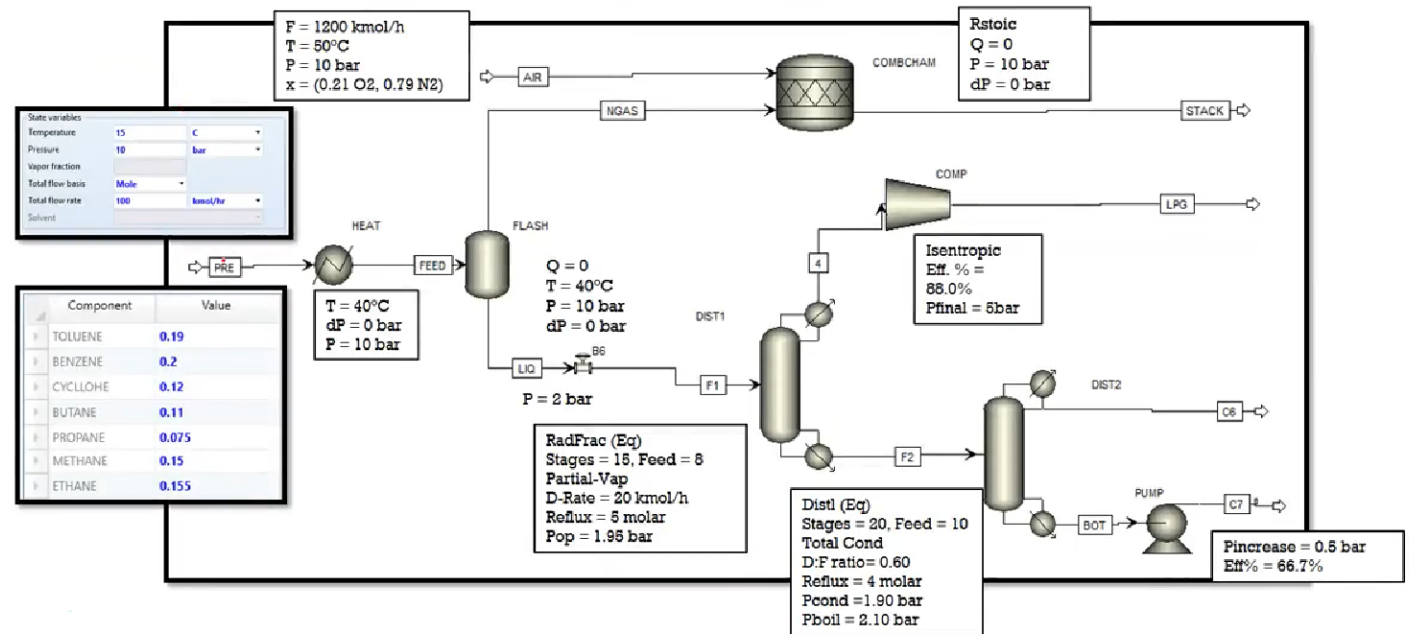 F = 1200 kmol/h
T = 50°C
P = 10 bar
x = (0.21 O2, 0.79 N2)
Rstoic
Q = 0
P = 10 bar
dP = 0 bar
AIR
COMBCHAM
NGAS
STACK
State variables
Temperature 15 C
Pressure 10 bar
Vapor fraction
Total flow basis Mole
Total flow rate 100 kmol/hr
Solvent
COMP
LPG
HEAT
FLASH
PRE
FEED
4
Isentropic
Eff. % =
88.0%
Pfinal = 5bar
Q = 0
T = 40°C
P = 10 bar
dP = 0 bar
T = 40°C
dP = 0 bar
P = 10 bar
Component Value
TOLUENE 0.19
BENZENE 0.2
CYCLLOHE 0.12
BUTANE 0.11
PROPANE 0.075
METHANE 0.15
ETHANE 0.155
DIST1
B6
LIQ
F1
P = 2 bar
DIST2
C6
RadFrac (Eq)
Stages = 15, Feed = 8
Partial-Vap
D-Rate = 20 kmol/h
Reflux = 5 molar
Pop = 1.95 bar
F2
PUMP
C7
BOT
Distl (Eq)
Stages = 20, Feed = 10
Total Cond
D:F ratio= 0.60
Reflux = 4 molar
Pcond =1.90 bar
Pboil = 2.10 bar
Pincrease = 0.5 bar
Eff% = 66.7%